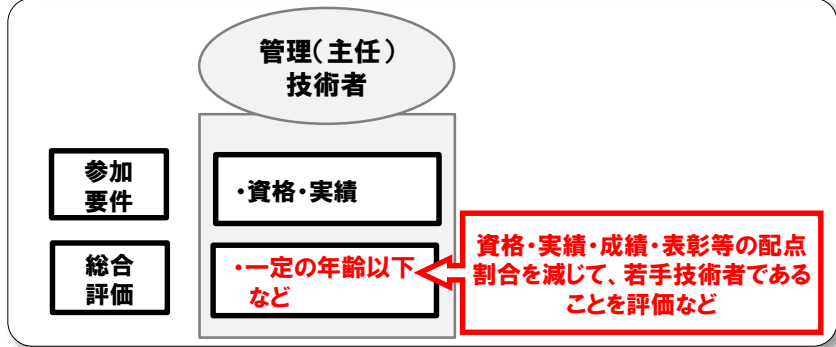 管理(主任)
技術者
参加
要件
・資格・実績
総合
評価
・一定の年齢以下
など
資格・実績・成績・表彰等の配点
割合を減じて、若手技術者である
ことを評価など